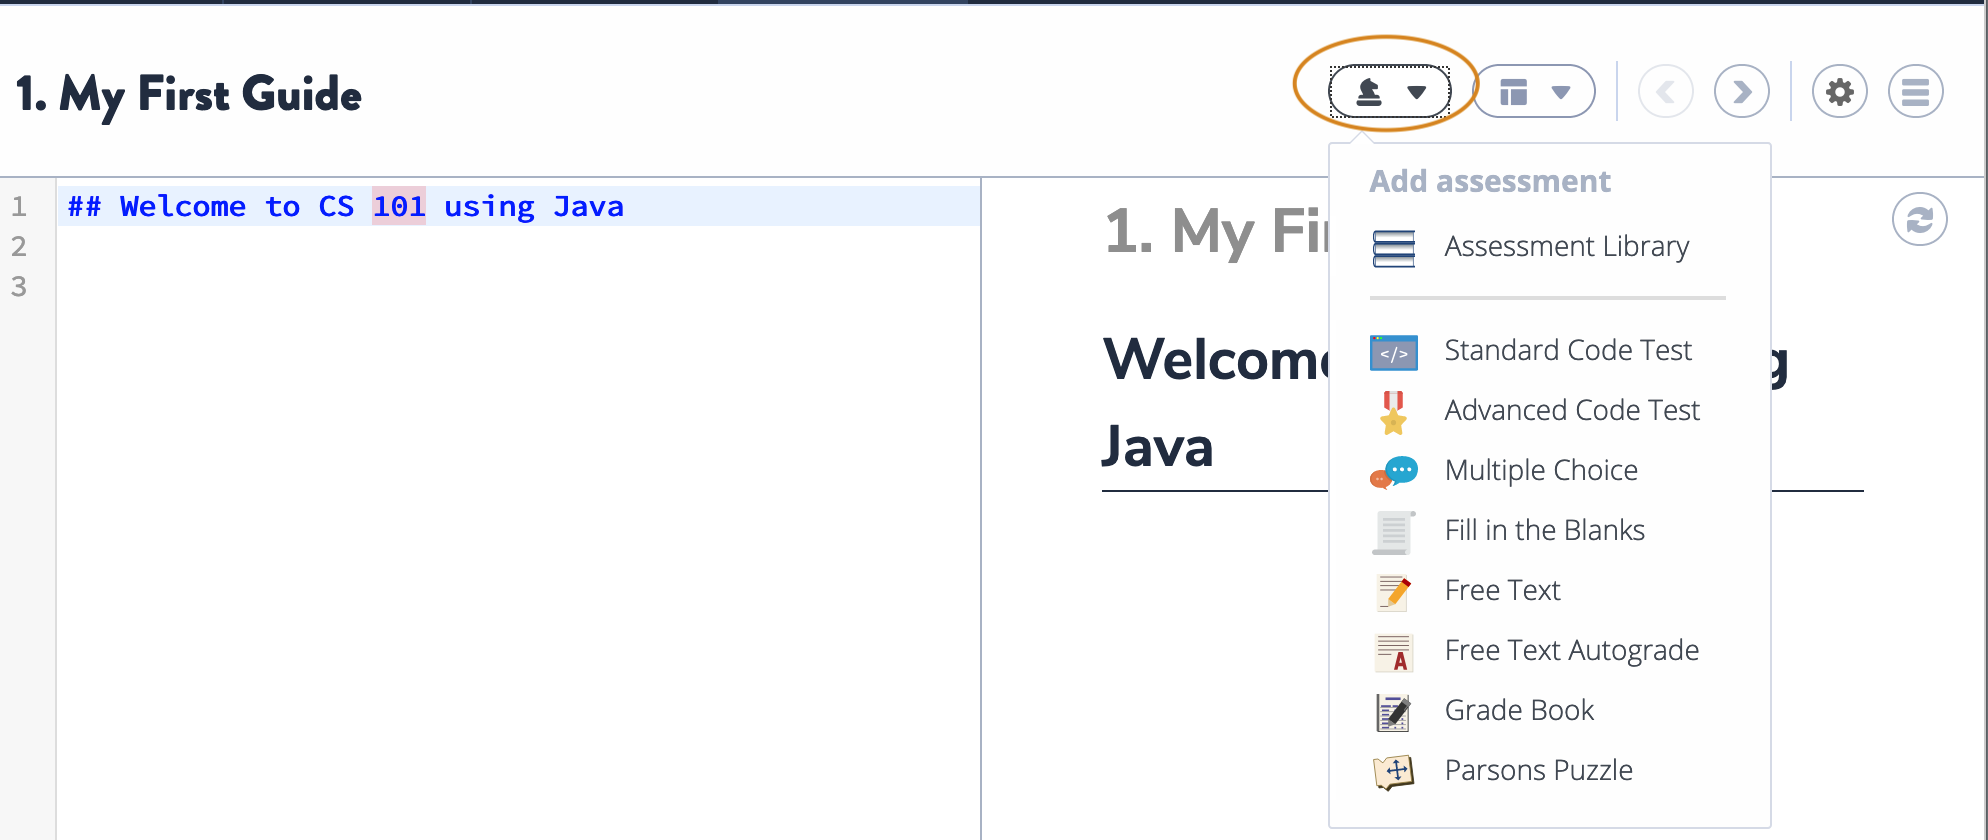 1. My First Guide
1 ## Welcome to CS 101 using Java
2
3
1. My Fi
Welcome
g
Java
Add assessment
Assessment Library
</>
Standard Code Test
Advanced Code Test
Multiple Choice
Fill in the Blanks
Free Text
A
Free Text Autograde
Grade Book
Parsons Puzzle